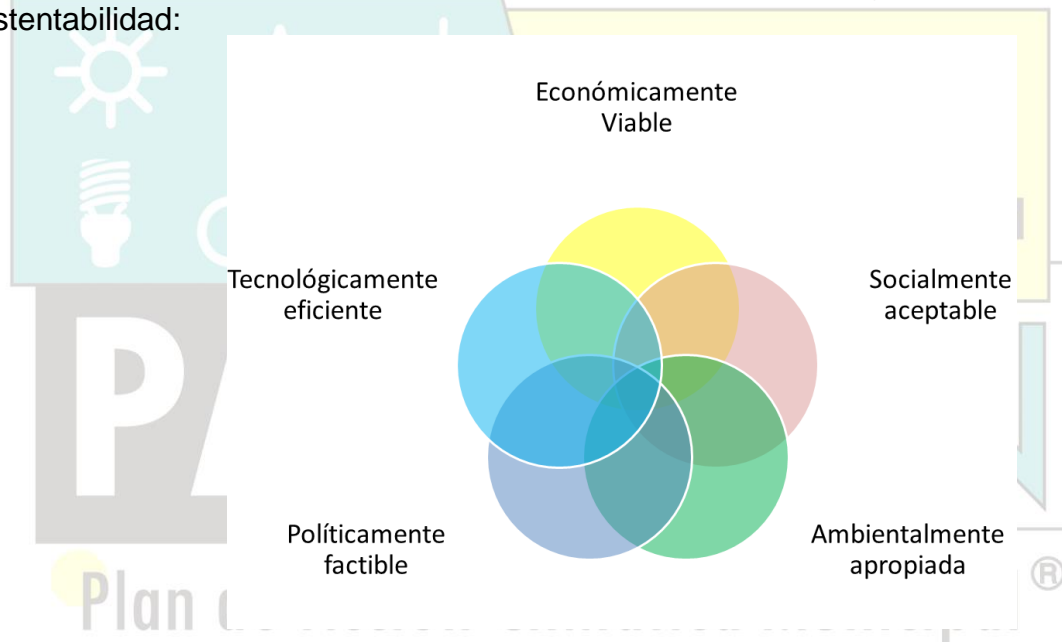 stentabilidad:
Económicamente
Viable
Tecnológicamente
eficiente
Socialmente
aceptable
Políticamente
factible
Ambientalmente
apropiada
P
Plan
®